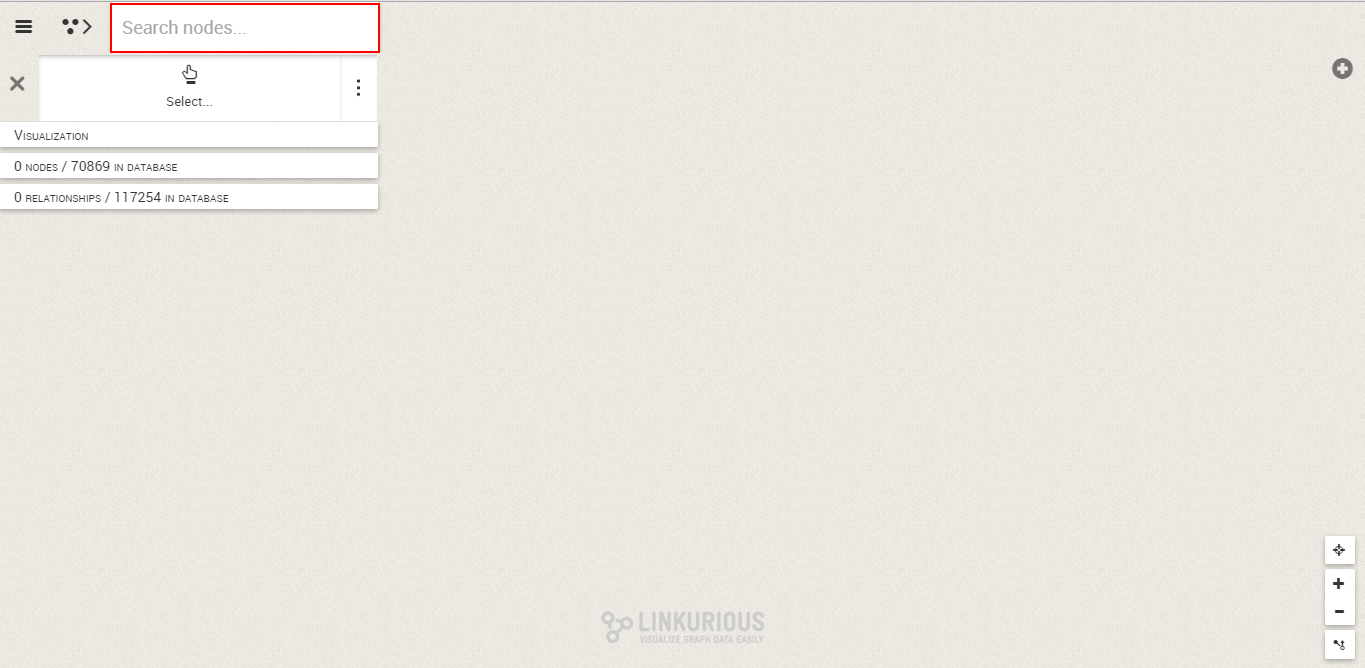 Search nodes...
Select...
Visualization
0 nodes / 70869 in database
0 relationships / 117254 in database
LINKURIOUS
VISUALIZE GRAPH DATA EASILY